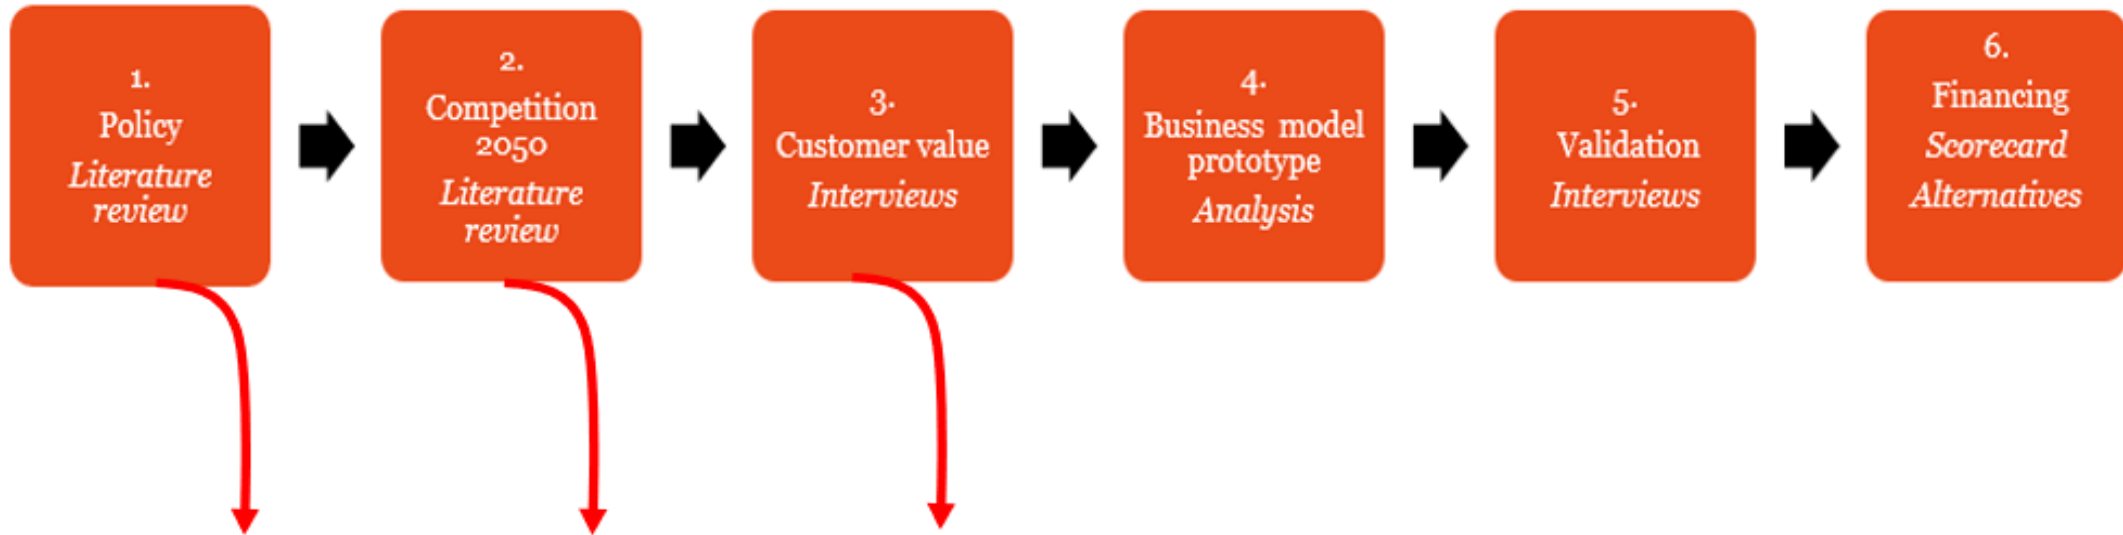 1.
Policy
Literature
review
2.
Competition
2050
Literature
review
3.
Customer value
Interviews
4.
Business model
prototype
Analysis
5.
Validation
Interviews
6.
Financing
Scorecard
Alternatives